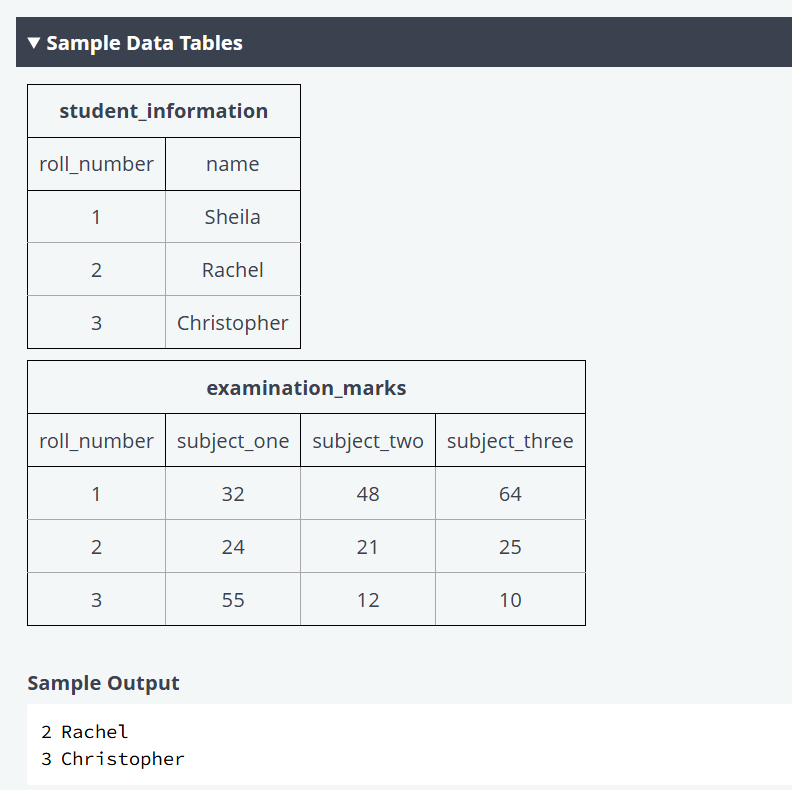 ▼ Sample Data Tables
student_information
roll_number name
1 Sheila
2 Rachel
3 Christopher
examination_marks
roll_number subject_one subject_two subject_three
1 32 48 64
2 24 21 25
3 55 12 10
Sample Output
2 Rachel
3 Christopher